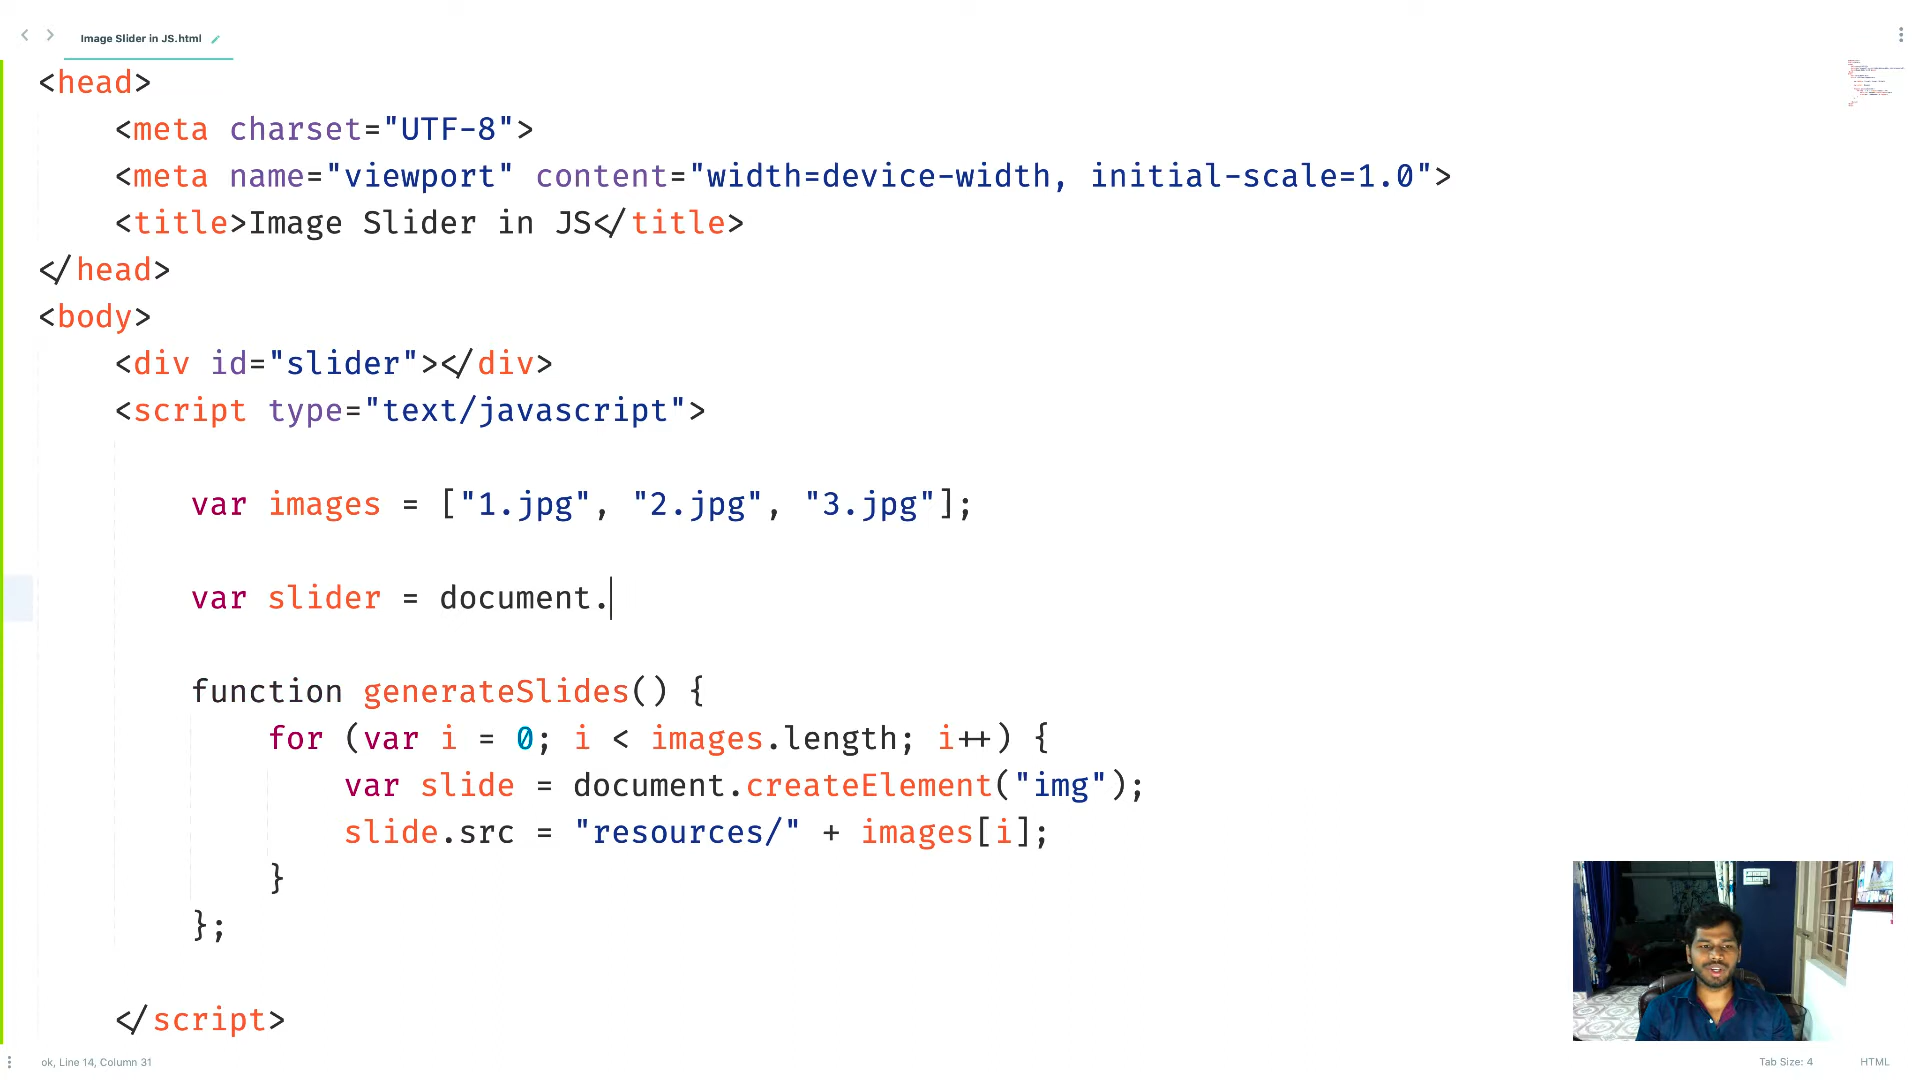 Image Slider in JS.html
<head>
<meta charset="UTF-8">
<meta name="viewport" content="width=device-width, initial-scale=1.0">
<title>Image Slider in JS</title>
</head>
<body>
<div id="slider"></div>
<script type="text/javascript">
var images = ["1.jpg", "2.jpg", "3.jpg"];
var slider = document.
function generateSlides() {
for (var i = 0; i < images.length; i++) {
var slide = document.createElement("img");
slide.src = "resources/" + images[i];
}
};
</script>
ok, Line 14, Column 31
Tab Size: 4
HTML